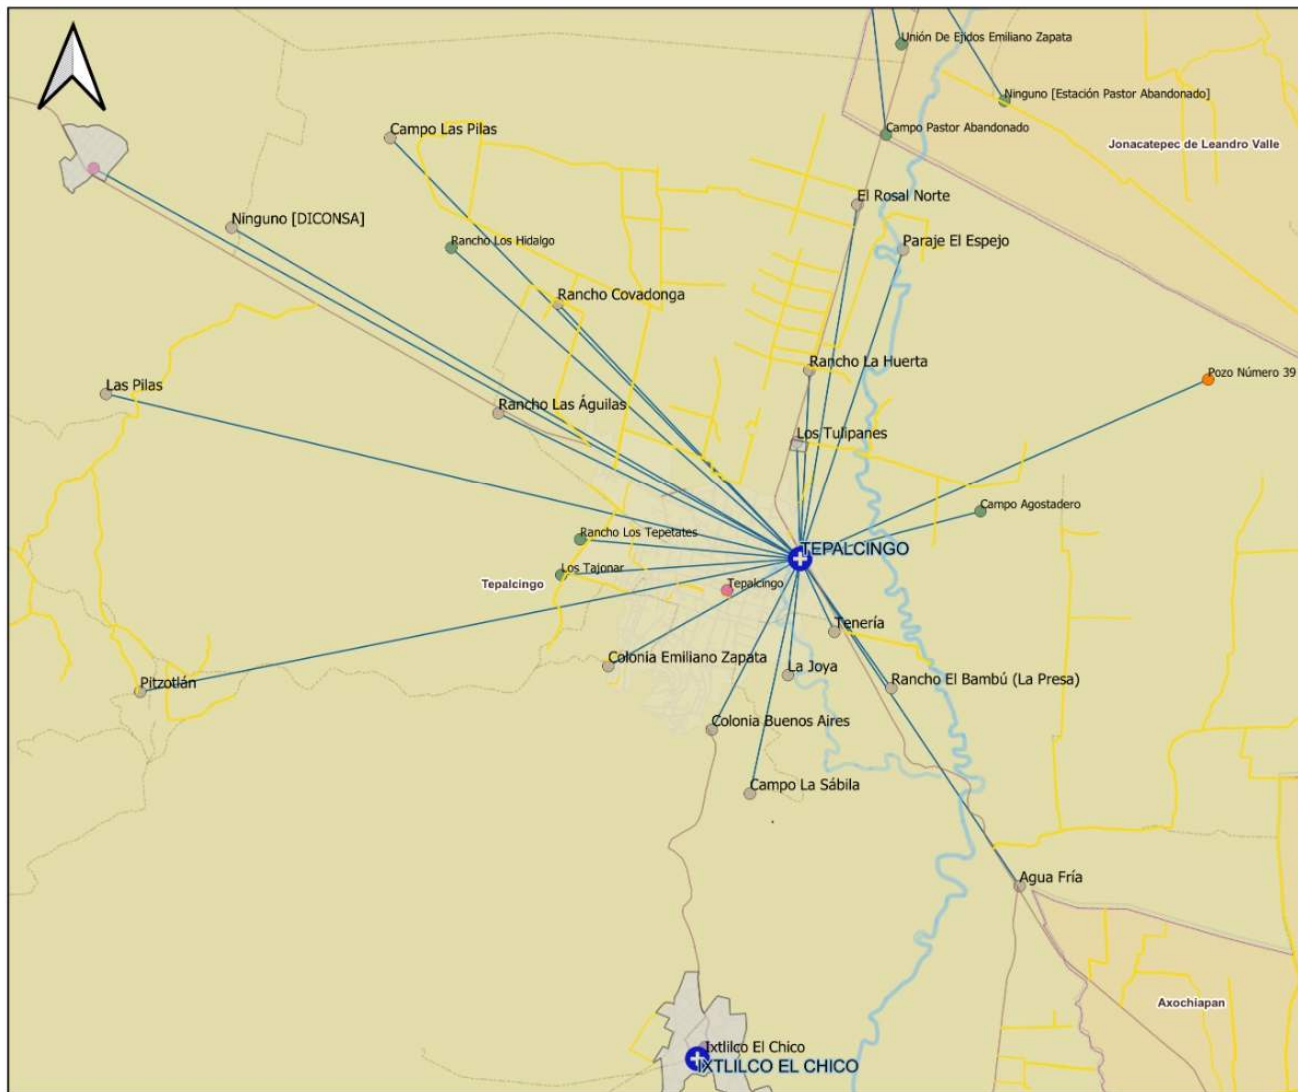 Unión De Ejidos Emiliano Zapata
Ninguno [Estación Pastor Abandonado]
Campo Las Pilas
Campo Pastor Abandonado
Jonacatepec de Leandro Valle
El Rosal Norte
Ninguno [DICONSA]
Rancho Los Hidalgo
Paraje El Espejo
Rancho Covadonga
Rancho La Huerta
Pozo Número 39
Las Pilas
Rancho Las Águilas
Los Tulipanes
Campo Agostadero
Rancho Los Tepetates
TEPALCINGO
Los Tajonar
Tepalcingo
Tepalcingo
Tenería
Colonia Emiliano Zapata
La Joya
Pitzotlán
Rancho El Bambú (La Presa)
Colonia Buenos Aires
Campo La Sábila
Agua Fría
Axochiapan
Ixtlilco El Chico
IXTLILCO EL CHICO